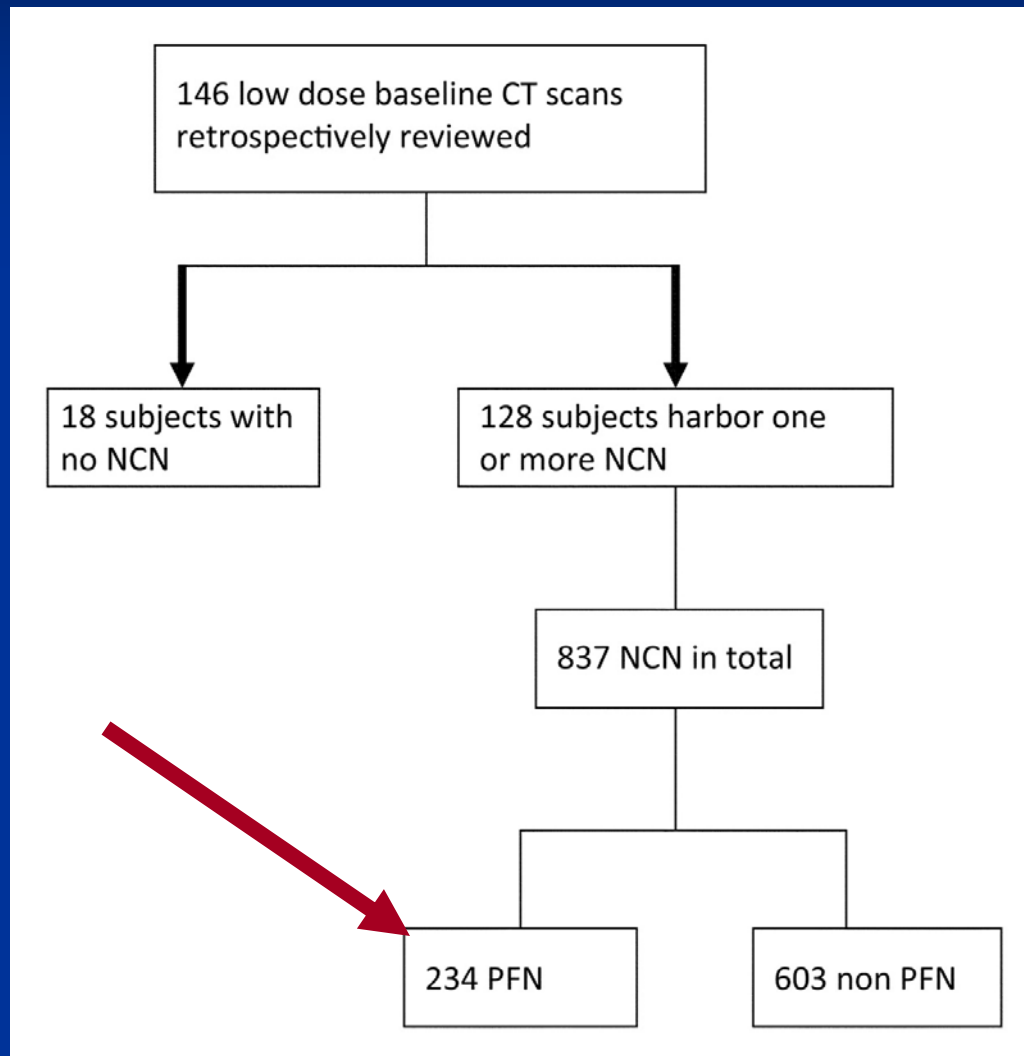 146 low dose baseline CT scans
retrospectively reviewed
18 subjects with
no NCN
128 subjects harbor one
or more NCN
837 NCN in total
234 PFN
603 non PFN